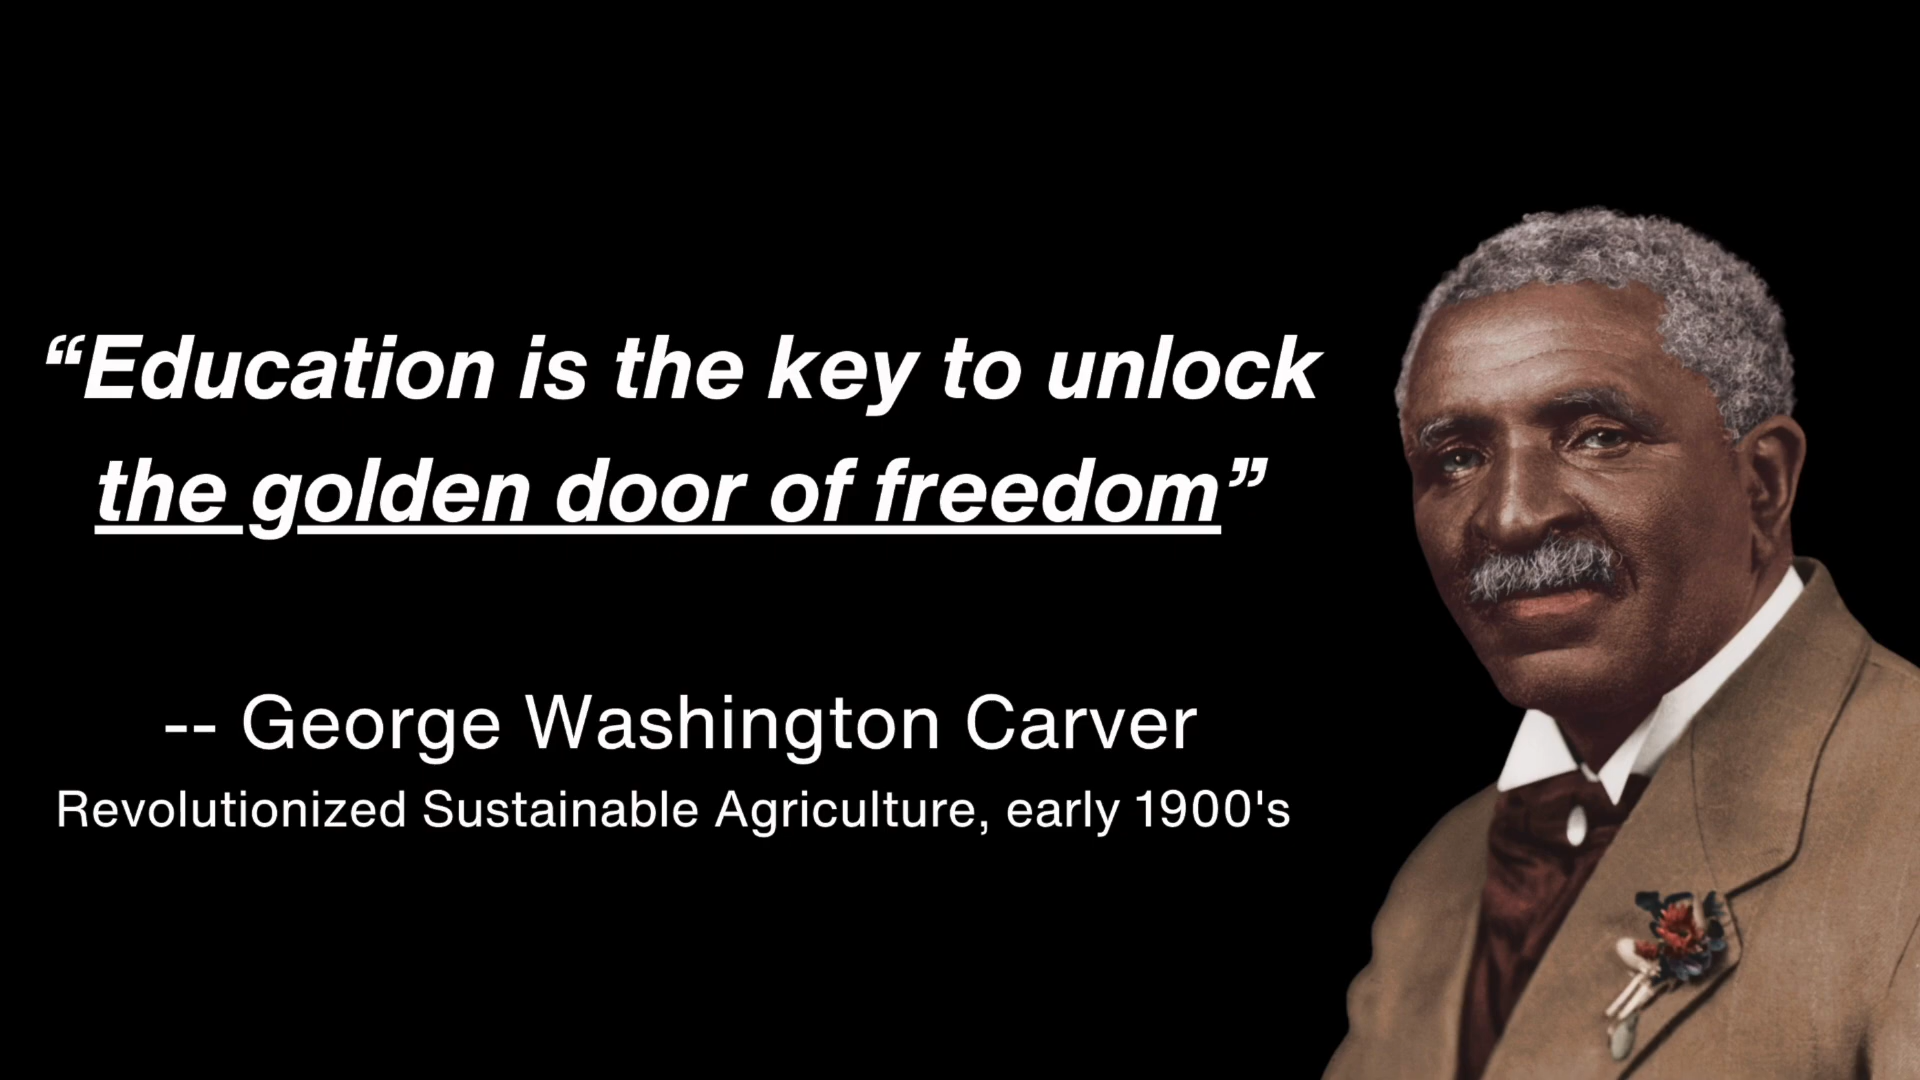 “Education is the key to unlock
the golden door of freedom”
-- George Washington Carver
Revolutionized Sustainable Agriculture, early 1900's